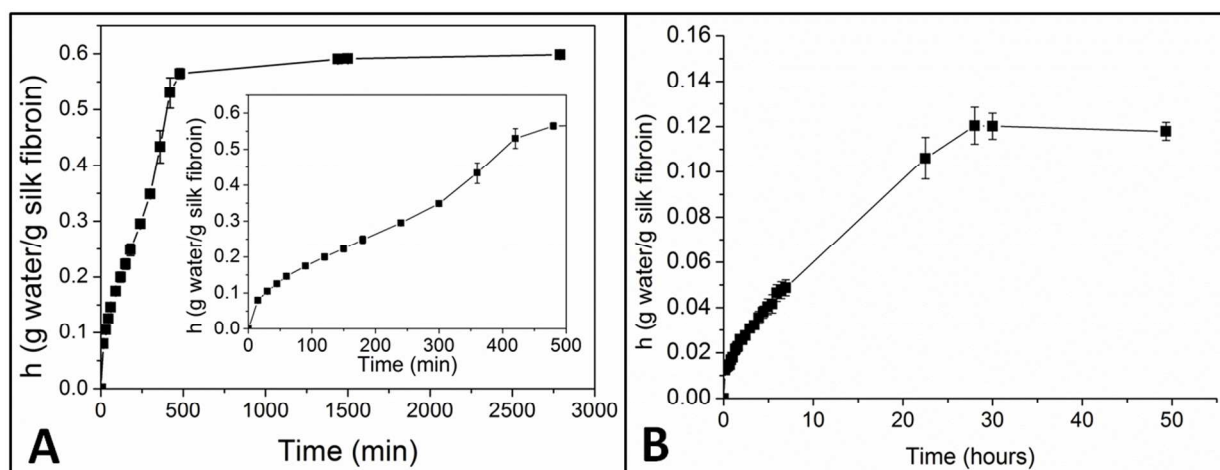 0.6
0.5
0.4
0.3
0.2
0.1
0.0
h (g water/g silk fibroin)
0 500 1000 1500 2000 2500 3000
Time (min)
A
0.6
0.5
0.4
0.3
0.2
0.1
0.0
h (g water/g silk fibroin)
0 100 200 300 400 500
Time (min)
0.16
0.14
0.12
0.10
0.08
0.06
0.04
0.02
0.00
h (g water/g silk fibroin)
0 10 20 30 40 50
Time (hours)
B